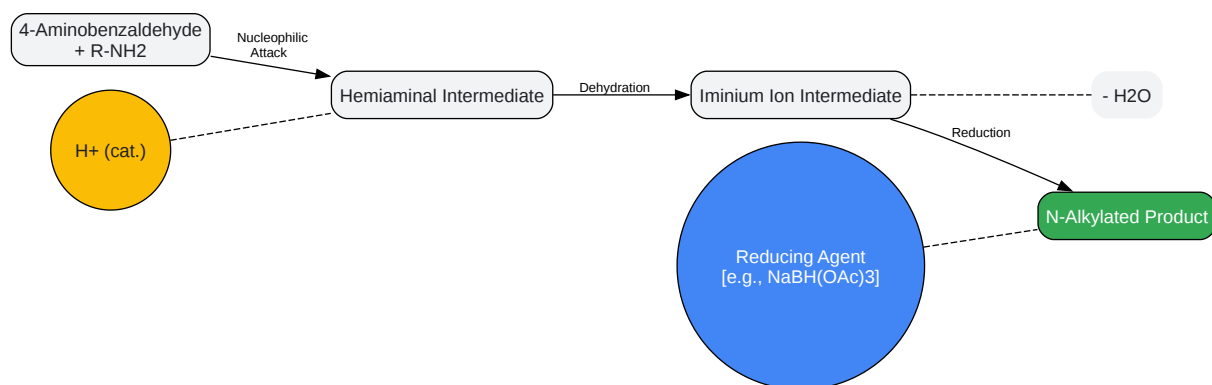 4-Aminobenzaldehyde
+ R-NH2
Nucleophilic
Attack
H+ (cat.)
Hemiaminal Intermediate
Dehydration
Iminium Ion Intermediate
- H2O
Reduction
N-Alkylated Product
Reducing Agent
[e.g., NaBH(OAc)3]